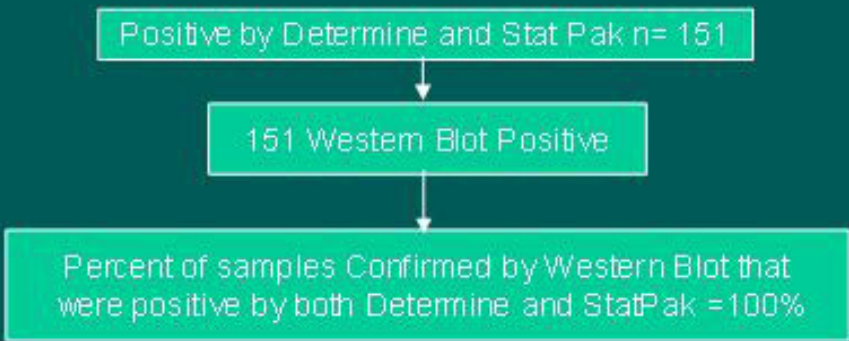 Positive by Determine and Stat Pak n= 151
151 Western Blot Positive
Percent of samples Confirmed by Western Blot that
were positive by both Determine and StatPak =100%